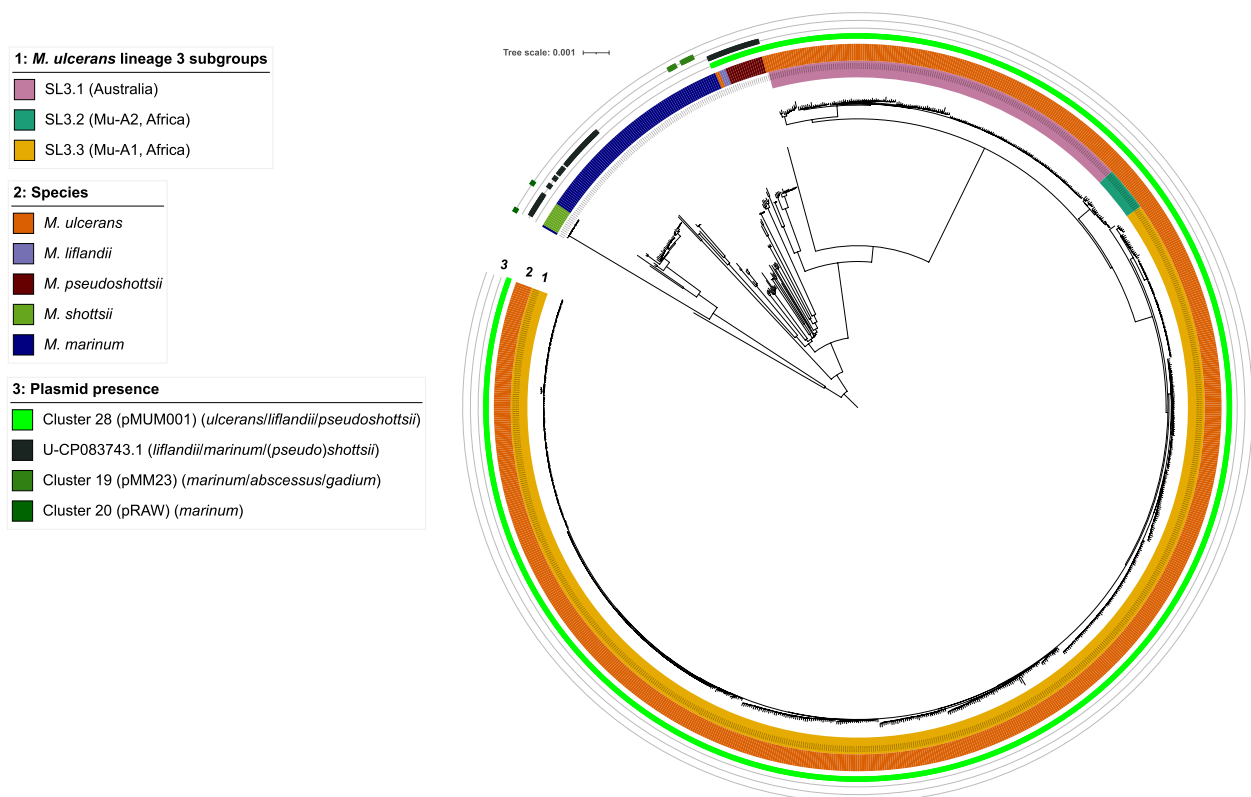 Tree scale: 0.001
1: M. ulcerans lineage 3 subgroups
SL3.1 (Australia)
SL3.2 (Mu-A2, Africa)
SL3.3 (Mu-A1, Africa)
2: Species
M. ulcerans
M. liflandii
M. pseudoshottsii
M. shottsii
M. marinum
3: Plasmid presence
Cluster 28 (pMUM001) (ulcerans/liflandii/pseudoshottsii)
U-CP083743.1 (liflandii/marinum/(pseudo)shottsii)
Cluster 19 (pMM23) (marinum/abscessus/gadium)
Cluster 20 (pRAW) (marinum)
3 2 1